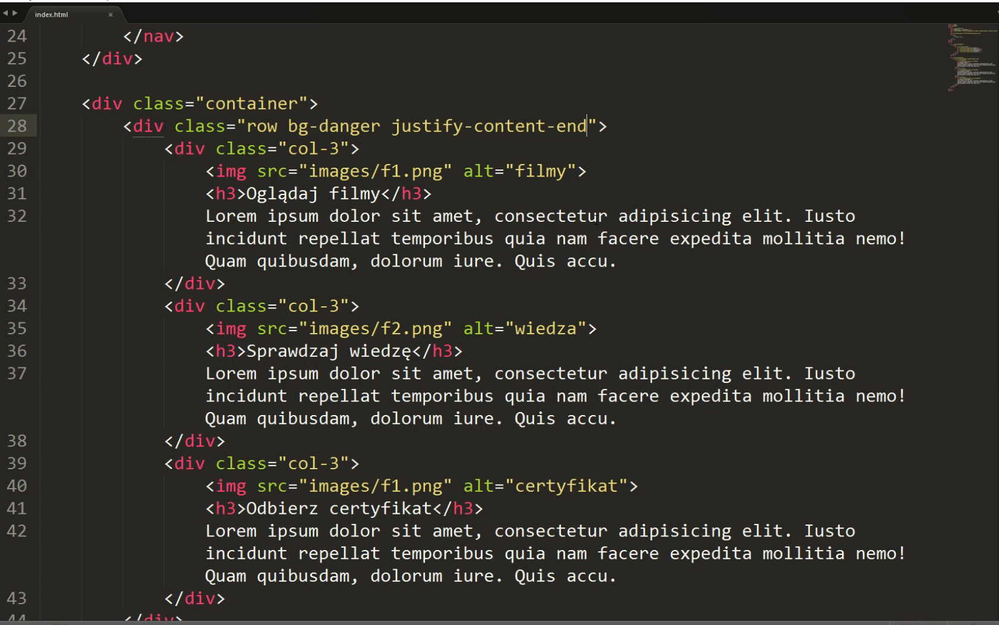 index.html ×
24 </nav>
25 </div>
26
27 <div class="container">
28 <div class="row bg-danger justify-content-end">
29 <div class="col-3">
30 <img src="images/f1.png" alt="filmy">
31 <h3>Oglądaj filmy</h3>
32 Lorem ipsum dolor sit amet, consectetur adipisicing elit. Iusto
incidunt repellat temporibus quia nam facere expedita mollitia nemo!
Quam quibusdam, dolorum iure. Quis accu.
33 </div>
34 <div class="col-3">
35 <img src="images/f2.png" alt="wiedza">
36 <h3>Sprawdzaj wiedzę</h3>
37 Lorem ipsum dolor sit amet, consectetur adipisicing elit. Iusto
incidunt repellat temporibus quia nam facere expedita mollitia nemo!
Quam quibusdam, dolorum iure. Quis accu.
38 </div>
39 <div class="col-3">
40 <img src="images/f1.png" alt="certyfikat">
41 <h3>Odbierz certyfikat</h3>
42 Lorem ipsum dolor sit amet, consectetur adipisicing elit. Iusto
incidunt repellat temporibus quia nam facere expedita mollitia nemo!
Quam quibusdam, dolorum iure. Quis accu.
43 </div>
44 </div>